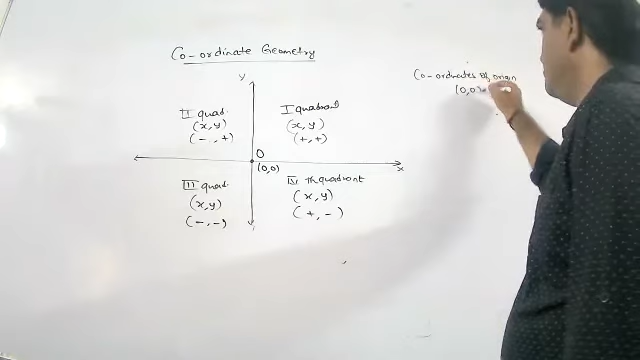 Co-ordinate Geometry
y
Co-ordinates of origin
(0,0)
II quad.
(x,y)
(-,+)
I quadrant
(x,y)
(+,+)
O
(0,0)
x
III quad.
(x,y)
(-,-)
IV th quadrant
(x,y)
(+,-)